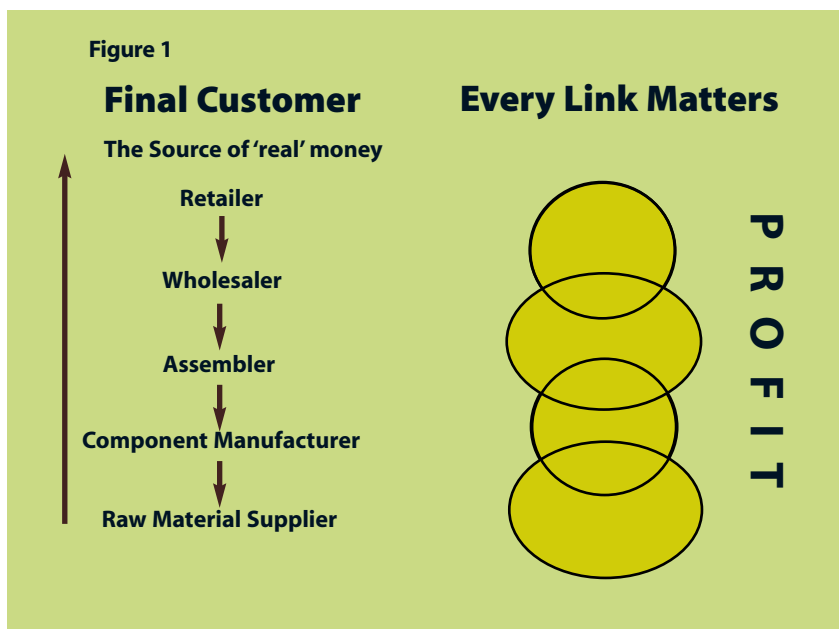 Figure 1
Final Customer
The Source of ‘real’ money
Retailer
Wholesaler
Assembler
Component Manufacturer
Raw Material Supplier
Every Link Matters
PROFIT